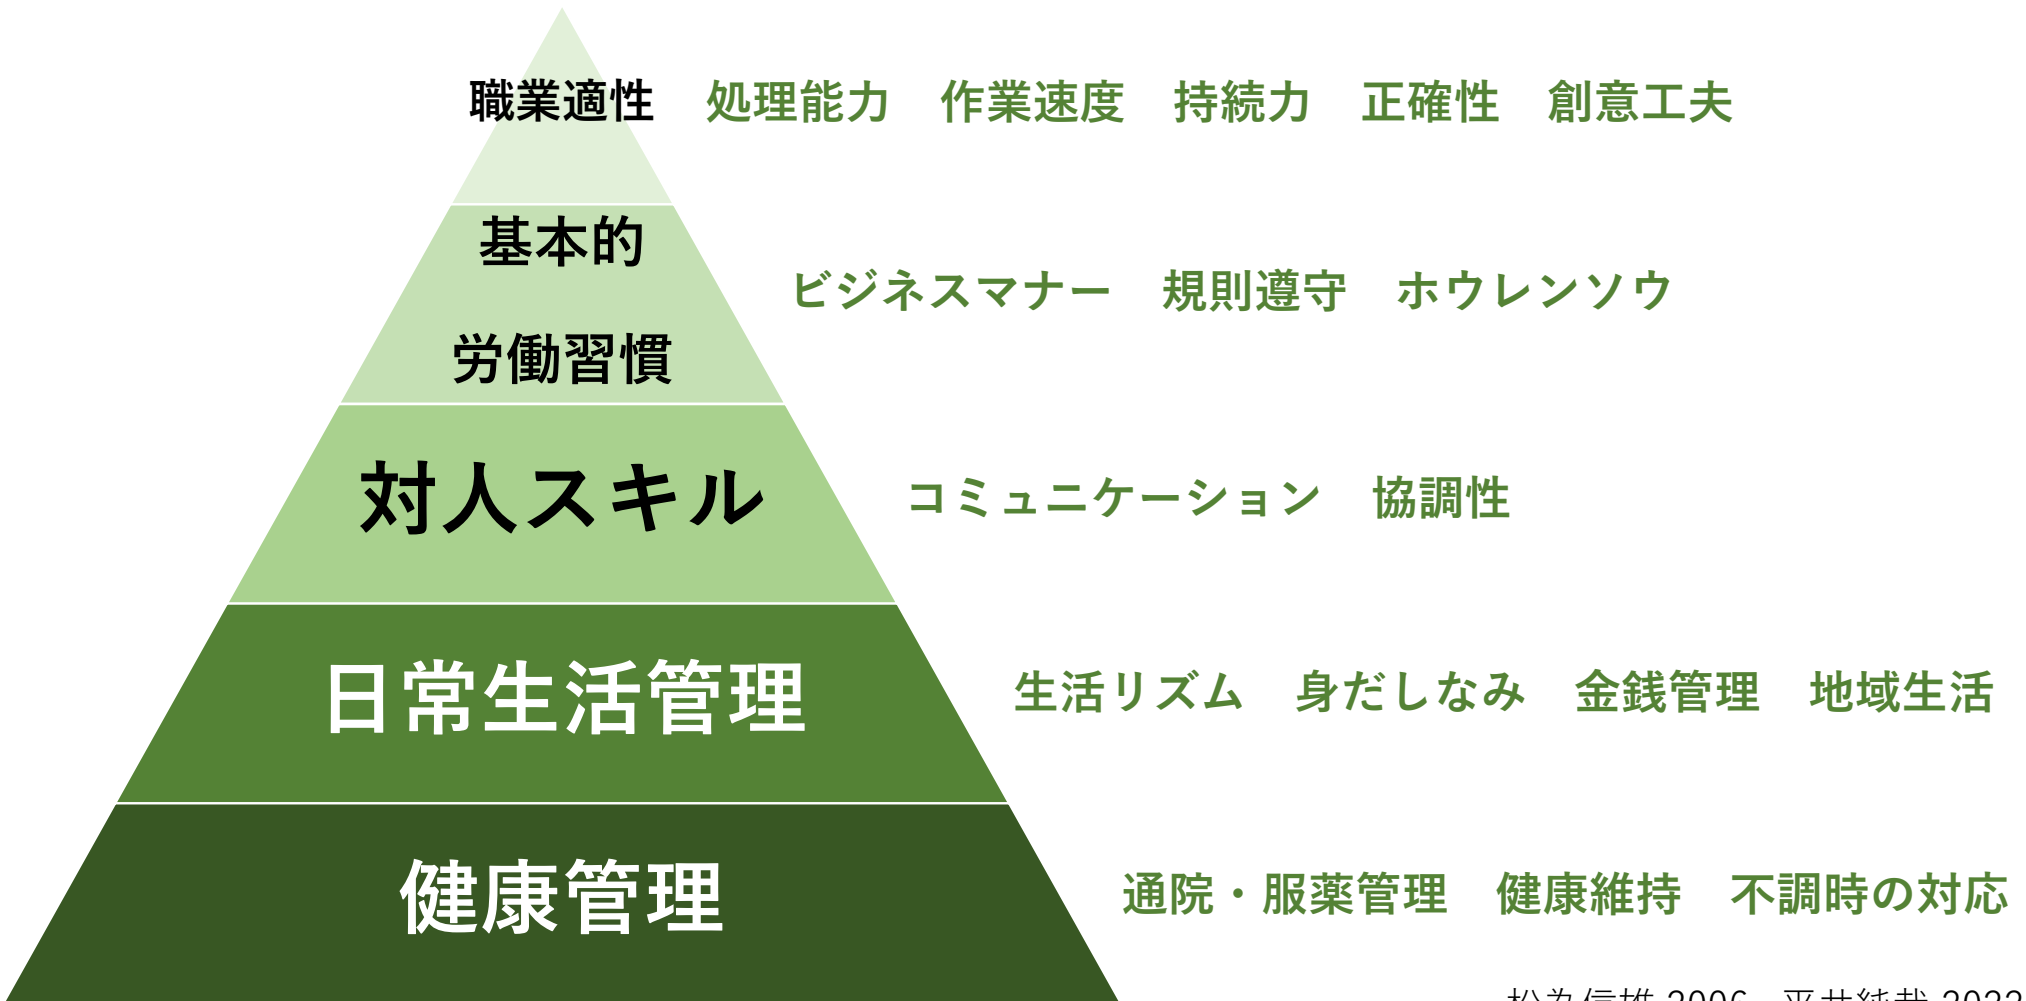 職業適性 処理能力 作業速度 持続力 正確性 創意工夫
基本的
労働習慣
ビジネスマナー 規則遵守 ホウレンソウ
対人スキル コミュニケーション 協調性
日常生活管理 生活リズム 身だしなみ 金銭管理 地域生活
健康管理 通院・服薬管理 健康維持 不調時の対応
松為信雄 2006